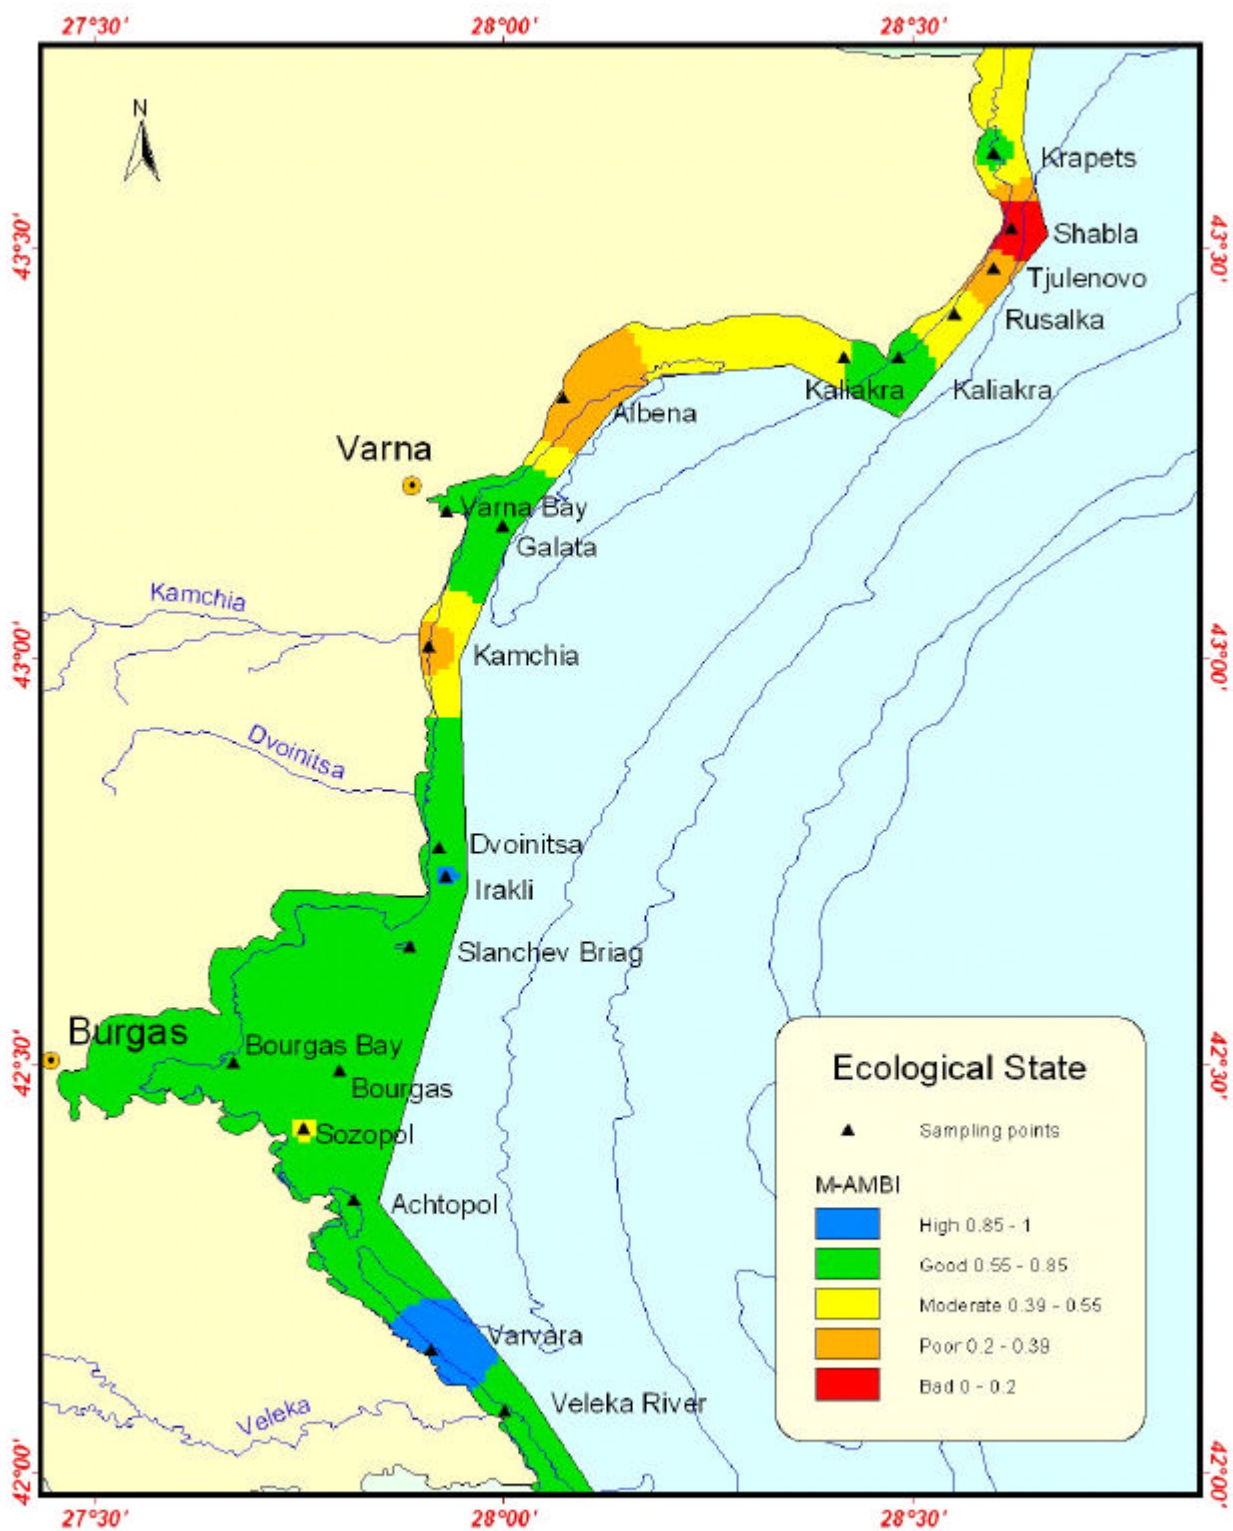 27°30' 28°00' 28°30'
N
Krapets
Shabla
43°30' 43°30'
Tjulenovo
Rusalka
Kaliakra Kaliakra
Albena
Varna
Varna Bay
Galata
Kamchia
43°00' Kamchia 43°00'
Dvoinitsa
Dvoinitsa
Irakli
Slanchev Briag
Burgas
Bourgas Bay
42°30' 42°30'
Bourgas
Sozopol
Achtopol
Varvara
Veleka River
Veleka
Ecological State
Sampling points
M-AMBI
High 0.85 - 1
Good 0.55 - 0.85
Moderate 0.39 - 0.55
Poor 0.2 - 0.39
Bad 0 - 0.2
42°00' 42°00'
27°30' 28°00' 28°30'